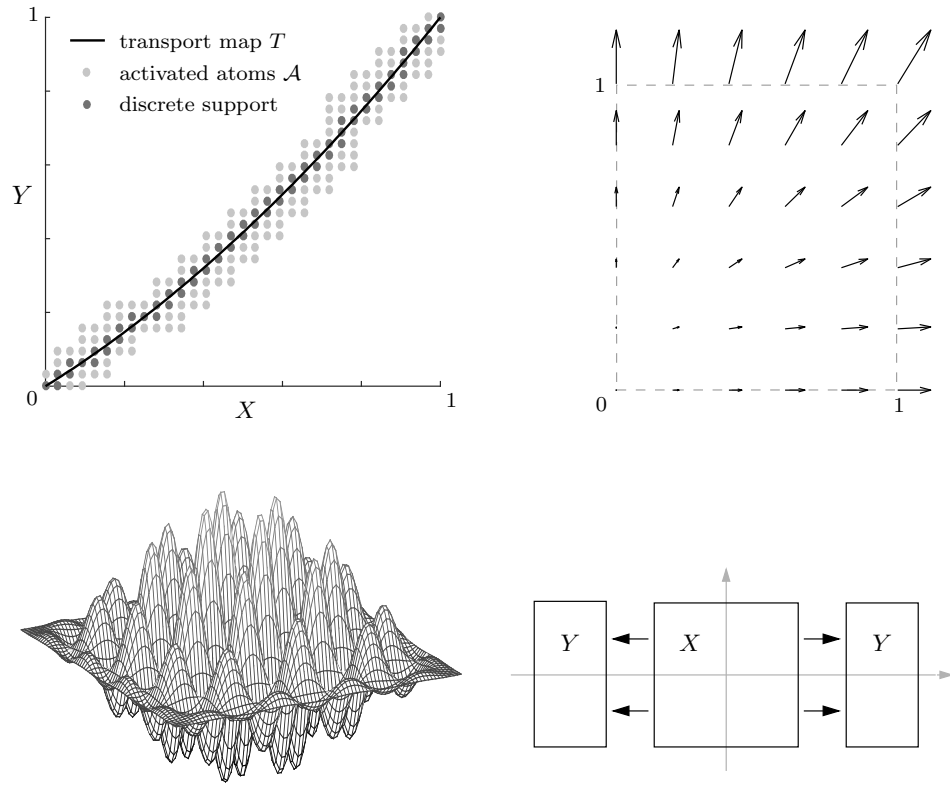 1
transport map T
activated atoms 𝒜
discrete support
Y
0
X
1
1
0
1
Y
X
Y